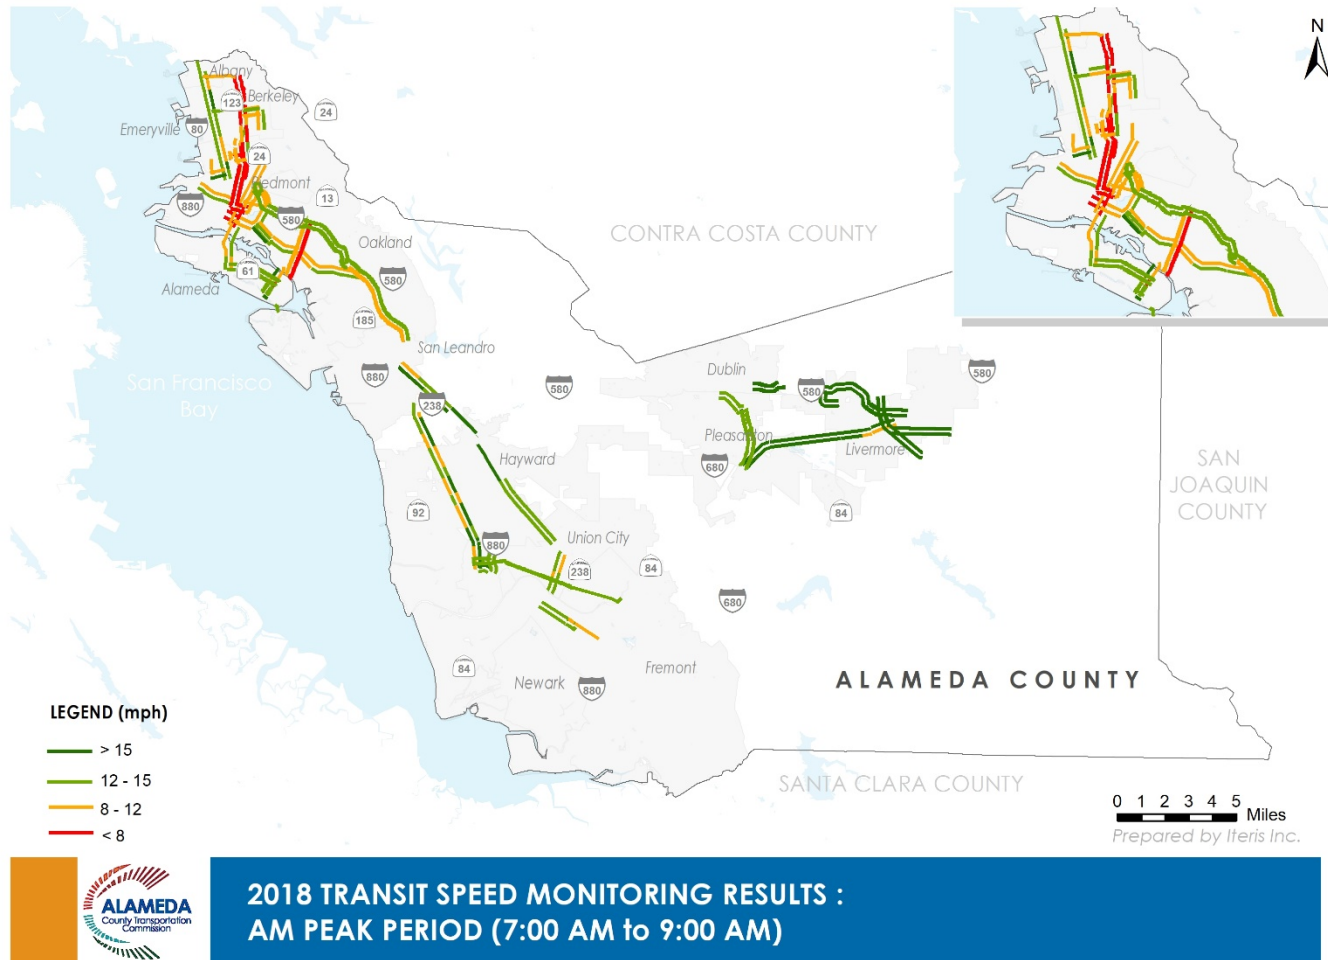 N
Albany
123
Berkeley
24
Emeryville
80
24
Piedmont
13
880
580
Oakland
61
580
Alameda
185
CONTRA COSTA COUNTY
San Leandro
880
580
Dublin
580
580
San Francisco
Bay
238
Pleasanton
Livermore
Hayward
680
SAN
JOAQUIN
COUNTY
92
84
880
Union City
238
84
680
84
Newark
880
Fremont
ALAMEDA COUNTY
LEGEND (mph)
> 15
12 - 15
8 - 12
< 8
SANTA CLARA COUNTY
0 1 2 3 4 5
Miles
Prepared by Iteris Inc.
ALAMEDA
County Transportation
Commission
2018 TRANSIT SPEED MONITORING RESULTS :
AM PEAK PERIOD (7:00 AM to 9:00 AM)